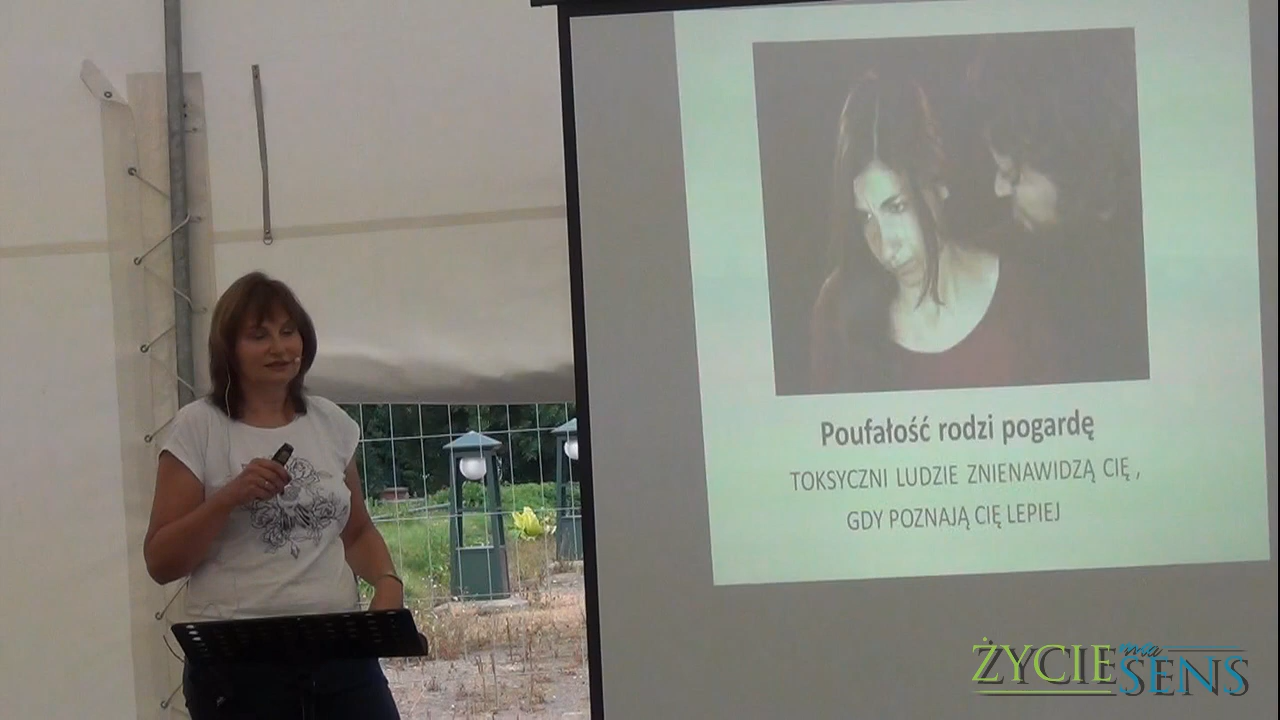 Poufałość rodzi pogardę
TOKSYCZNI LUDZIE ZNIENAWIDZĄ CIĘ ,
GDY POZNAJĄ CIĘ LEPIEJ
ŻYCIE ma SENS